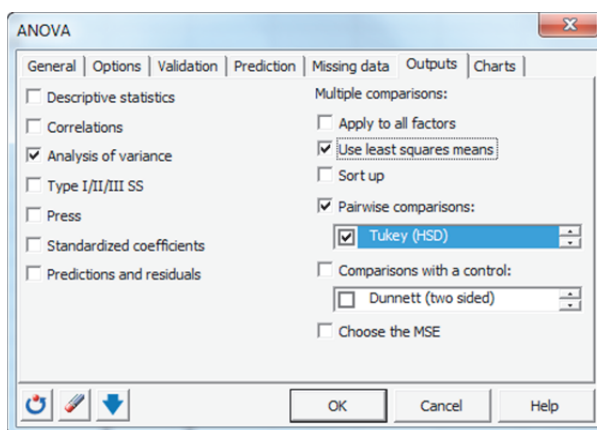 ANOVA
General Options Validation Prediction Missing data Outputs Charts
Descriptive statistics
Correlations
Analysis of variance
Type I/II/III SS
Press
Standardized coefficients
Predictions and residuals
Multiple comparisons:
Apply to all factors
Use least squares means
Sort up
Pairwise comparisons:
Tukey (HSD)
Comparisons with a control:
Dunnett (two sided)
Choose the MSE
OK Cancel Help